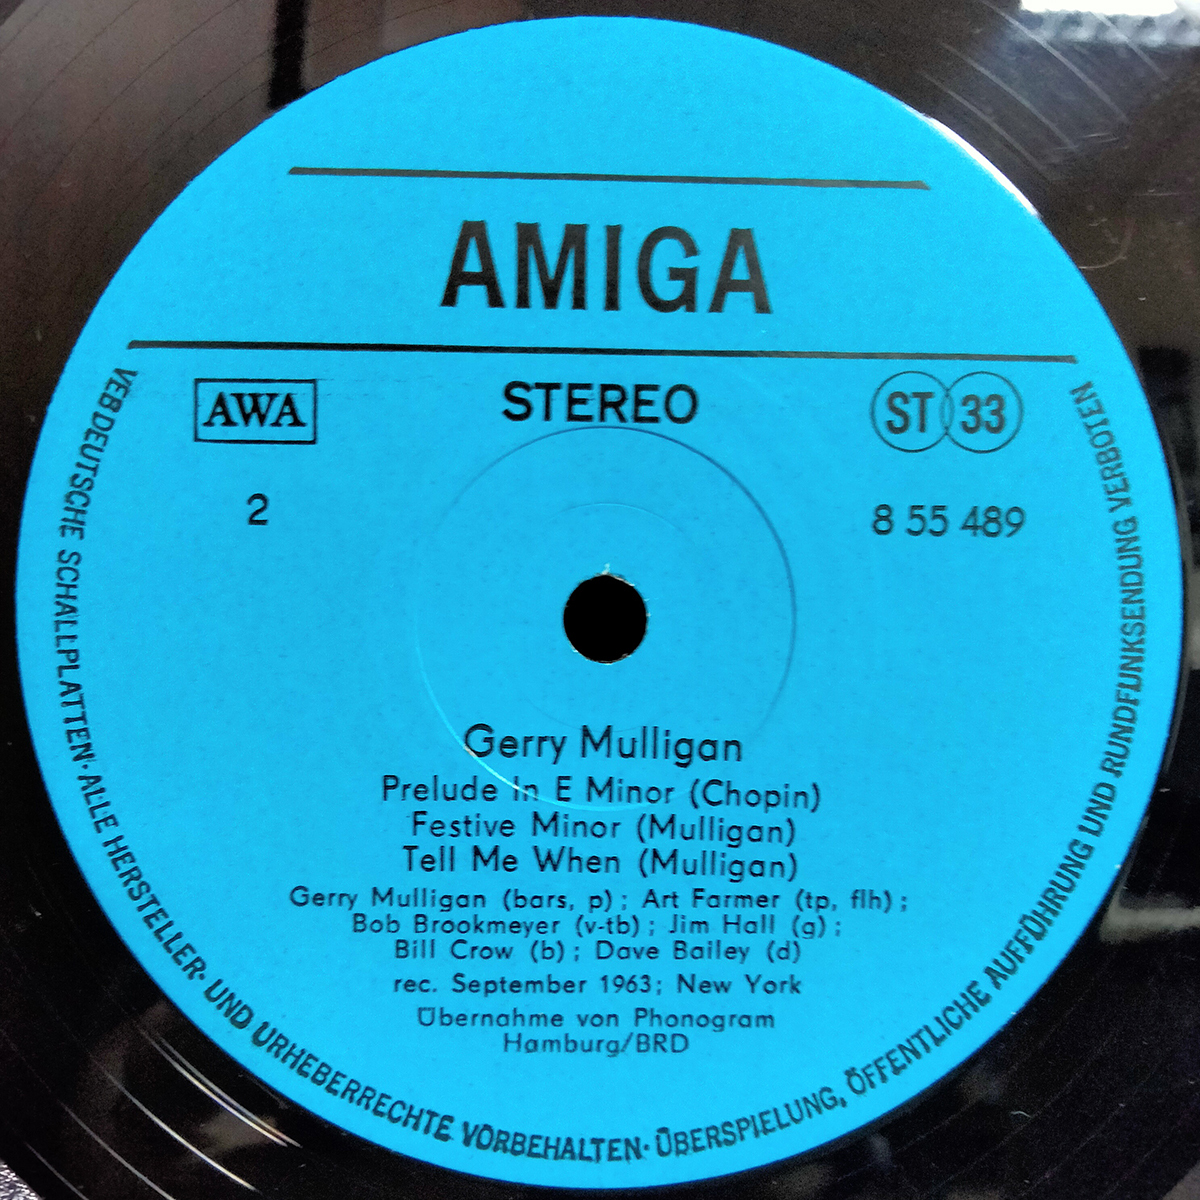 AMIGA
AWA
STEREO
ST 33
2
8 55 489
Gerry Mulligan
Prelude In E Minor (Chopin)
Festive Minor (Mulligan)
Tell Me When (Mulligan)
Gerry Mulligan (bars, p) ; Art Farmer (tp, flh) ;
Bob Brookmeyer (v-tb) ; Jim Hall (g) ;
Bill Crow (b) ; Dave Bailey (d)
rec. September 1963; New York
Übernahme von Phonogram
Hamburg/BRD
VEB DEUTSCHE SCHALLPLATTEN · ALLE HERSTELLER- UND URHEBERRECHTE VORBEHALTEN · ÜBERSPIELUNG, ÖFFENTLICHE AUFFÜHRUNG UND RUNDFUNKSENDUNG VERBOTEN